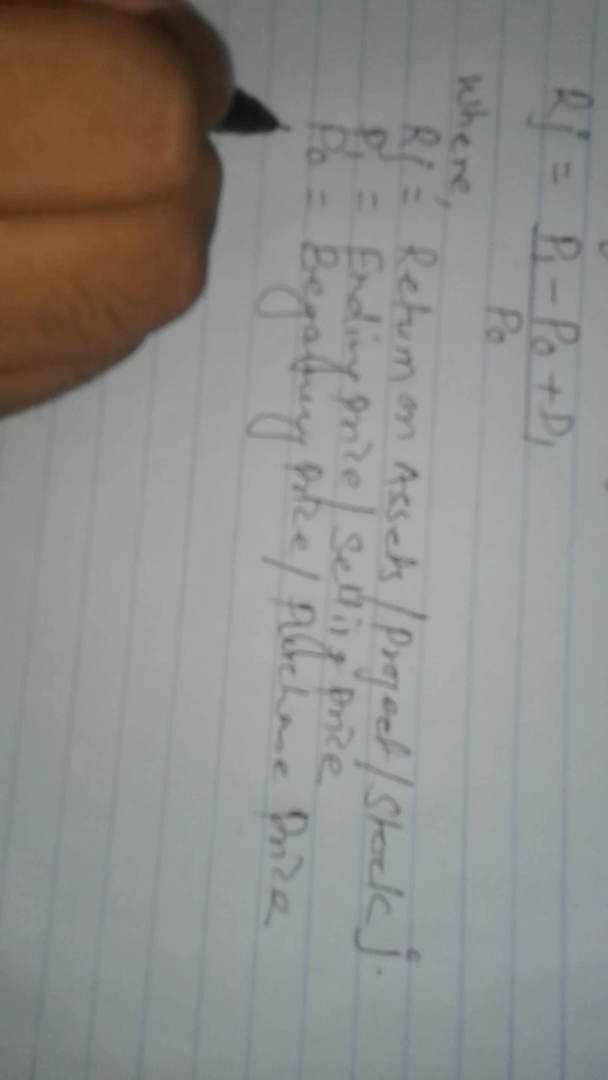 Rj = P1 - P0 + D1
P0
Where,
Rj = Return on Assets / Project / Stock j.
P1 = Ending Price / Selling Price
P0 = Price / Purchase Price